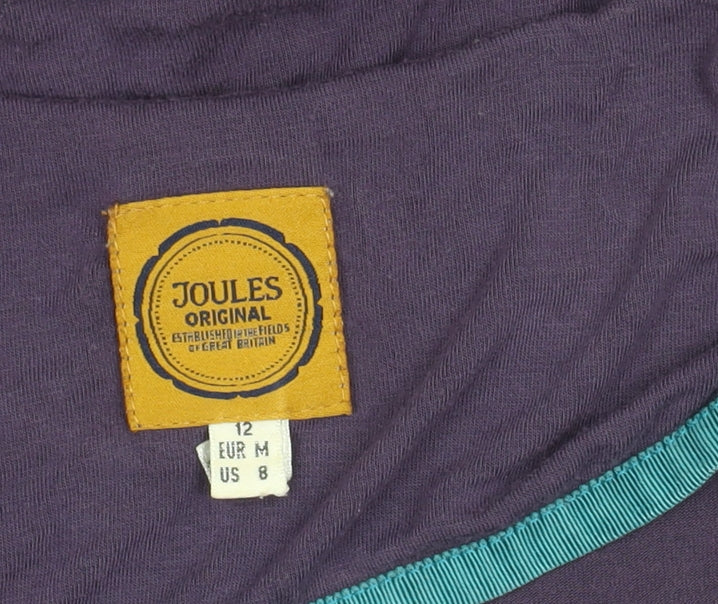 JOULES
ORIGINAL
ESTABLISHED IN THE FIELDS
OF GREAT BRITAIN
12
EUR M
US 8